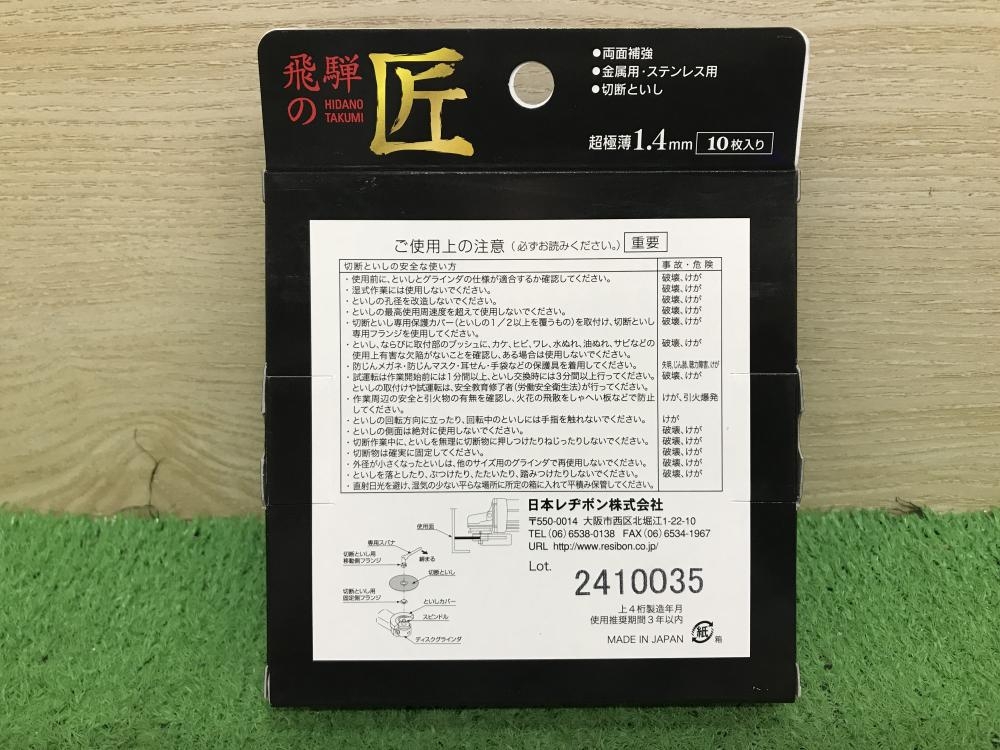 飛騨の
HIDANO
TAKUMI
匠
●両面補強
●金属用・ステンレス用
●切断といし
超極薄1.4mm 10枚入り
ご使用上の注意(必ずお読みください。) 重要
切断といしの安全な使い方 事故・危険
・使用前に、といしとグラインダの仕様が適合するか確認してください。 破壊、けが
・湿式作業には使用しないでください。 破壊、けが
・といしの孔径を改造しないでください。 破壊、けが
・といしの最高使用周速度を超えて使用しないでください。 破壊、けが
・切断といし専用保護カバー(といしの1/2以上を覆うもの)を取付け、切断といし 破壊、けが
専用フランジを使用してください。
・といし、ならびに取付部のブッシュに、カケ、ヒビ、ワレ、水ぬれ、油ぬれ、サビなどの 破壊、けが
使用上有害な欠陥がないことを確認し、ある場合は使用しないでください。
・防じんメガネ・防じんマスク・耳せん・手袋などの保護具を着用してください。 失明、じん肺、聴力障害、けが
・試運転は作業開始前には1分間以上、といし交換時には3分間以上行ってください。 破壊、けが
といしの取付けや試運転は、安全教育修了者(労働安全衛生法)が行ってください。
・作業周辺の安全と引火物の有無を確認し、火花の飛散をしゃへい板などで防止 けが、引火爆発
してください。
・といしの回転方向に立ったり、回転中のといしには手指を触れないでください。 けが
・といしの側面は絶対に使用しないでください。 破壊、けが
・切断作業中に、といしを無理に切断物に押しつけたりねじったりしないでください。 破壊、けが
・切断物は確実に固定してください。 破壊、けが
・外径が小さくなったといしは、他のサイズ用のグラインダで再使用しないでください。 破壊、けが
・といしを落としたり、ぶつけたり、たたいたり、踏みつけたりしないでください。 破壊、けが
・直射日光を避け、湿気の少ない平らな場所に所定の箱に入れて平積み保管してください。
使用面
専用スパナ
締まる
切断といし用
移動側フランジ
切断といし
切断といし用
固定側フランジ
といしカバー
スピンドル
ディスクグラインダ
日本レヂボン株式会社
〒550-0014 大阪市西区北堀江1-22-10
TEL(06)6538-0138 FAX(06)6534-1967
URL http://www.resibon.co.jp/
Lot. 2410035
上4桁製造年月
使用推奨期間3年以内
MADE IN JAPAN 紙 箱